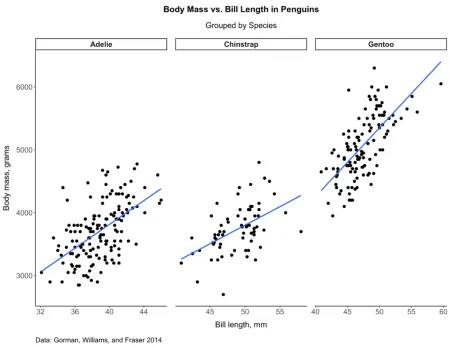 Body Mass vs. Bill Length in Penguins
Grouped by Species
Adelie Chinstrap Gentoo
6000
5000
4000
3000
Body mass, grams
32 36 40 44 45 50 55 40 45 50 55 60
Bill length, mm
Data: Gorman, Williams, and Fraser 2014